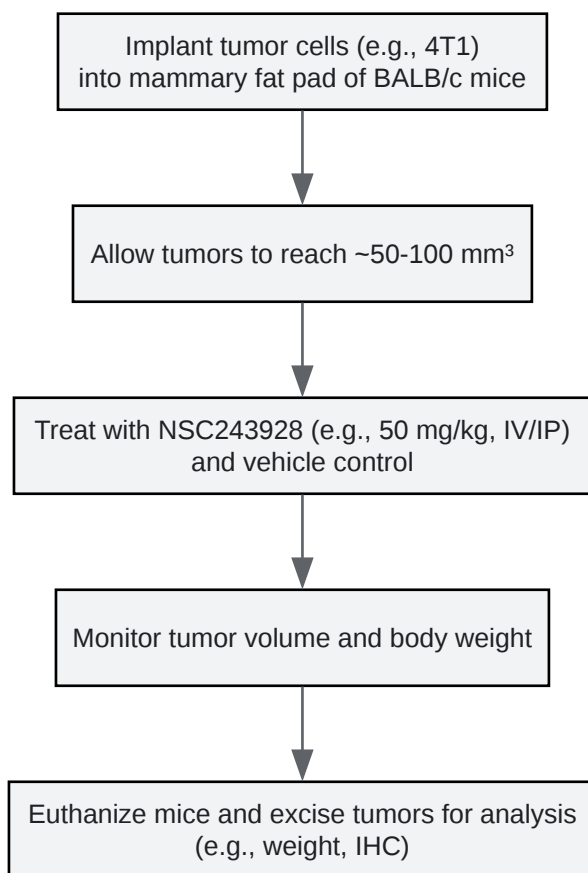 Implant tumor cells (e.g., 4T1)
into mammary fat pad of BALB/c mice
Allow tumors to reach ~50-100 mm³
Treat with NSC243928 (e.g., 50 mg/kg, IV/IP)
and vehicle control
Monitor tumor volume and body weight
Euthanize mice and excise tumors for analysis
(e.g., weight, IHC)